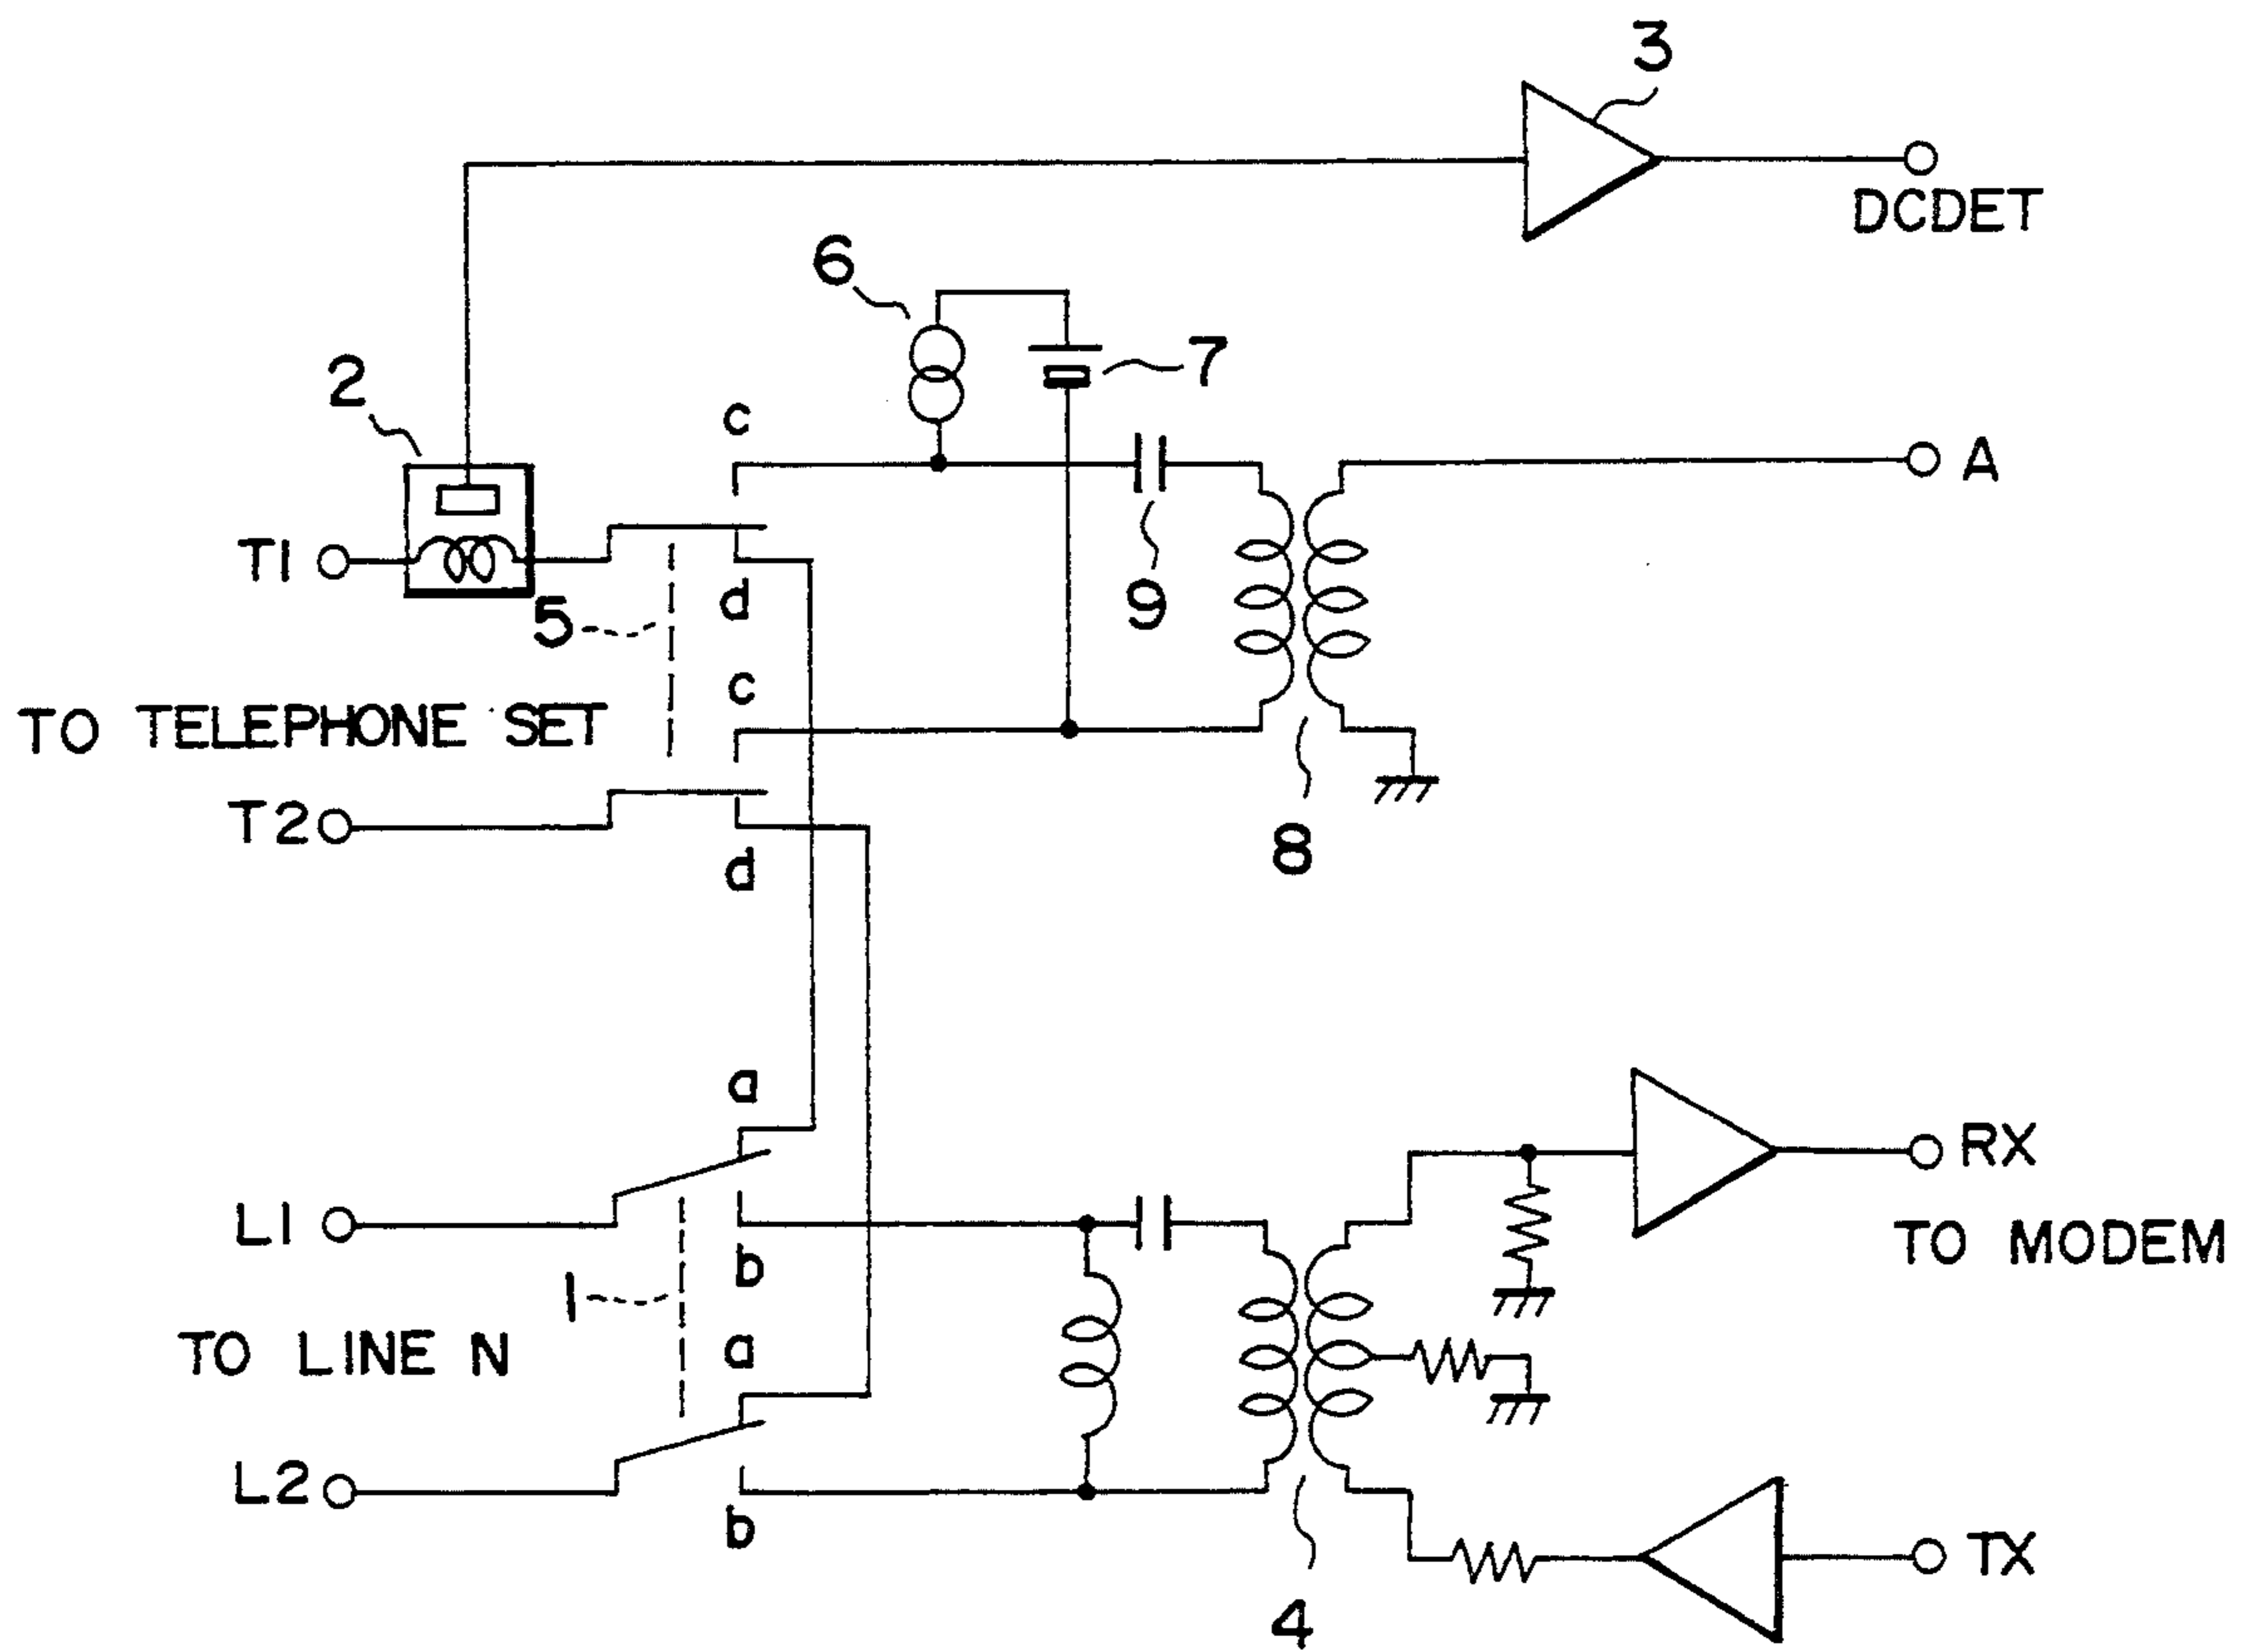 3
DCDET
6
7
2
c
A
T1
d
5
9
c
TO TELEPHONE SET
T2
d
8
a
RX
L1
TO MODEM
b
1
TO LINE N
a
L2
b
TX
4